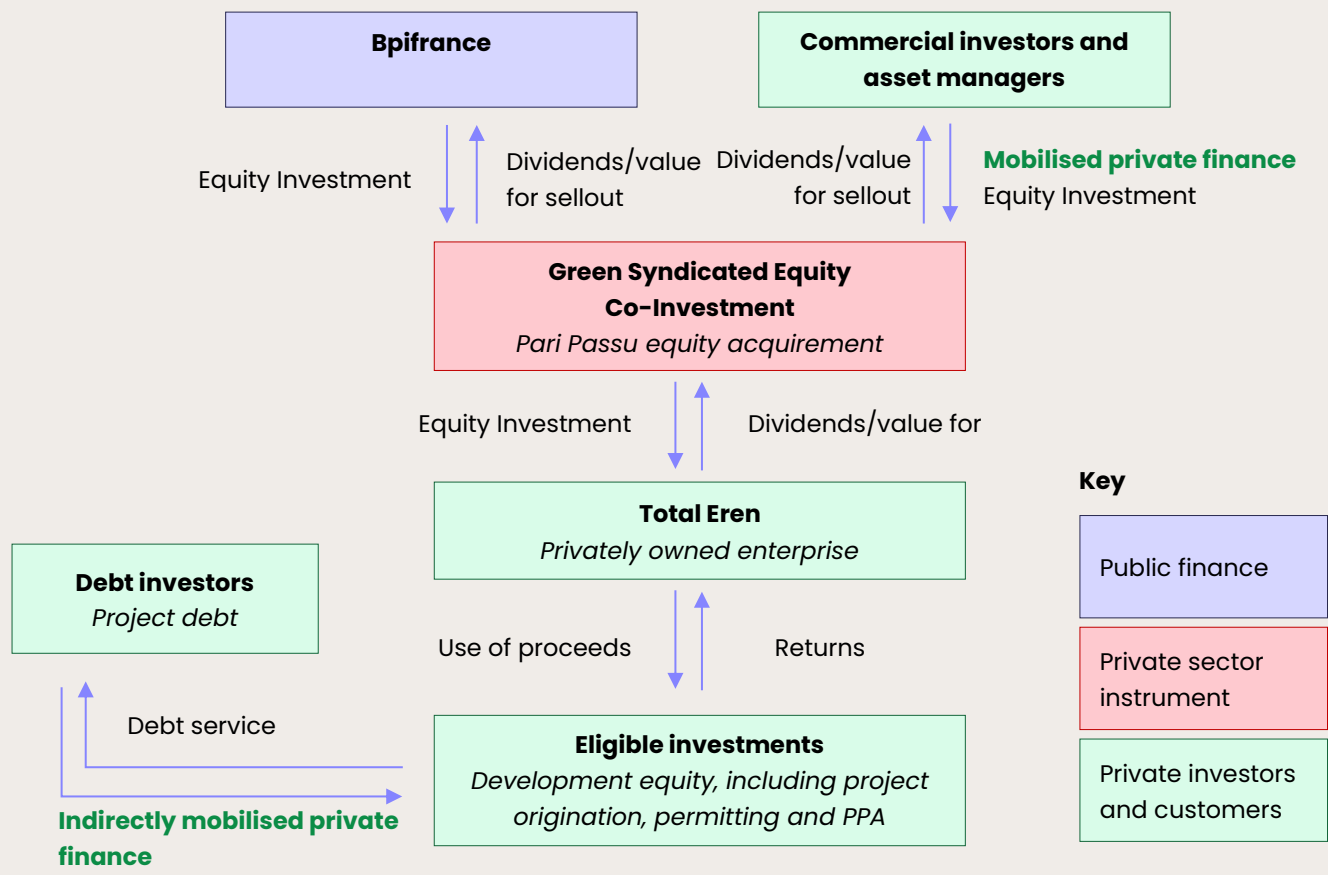 Bpifrance
Commercial investors and
asset managers
Equity Investment
Dividends/value
for sellout
Dividends/value
for sellout
Mobilised private finance
Equity Investment
Green Syndicated Equity
Co-Investment
Pari Passu equity acquirement
Equity Investment
Dividends/value for
Total Eren
Privately owned enterprise
Debt investors
Project debt
Use of proceeds
Returns
Debt service
Eligible investments
Development equity, including project
origination, permitting and PPA
Indirectly mobilised private
finance
Key
Public finance
Private sector
instrument
Private investors
and customers